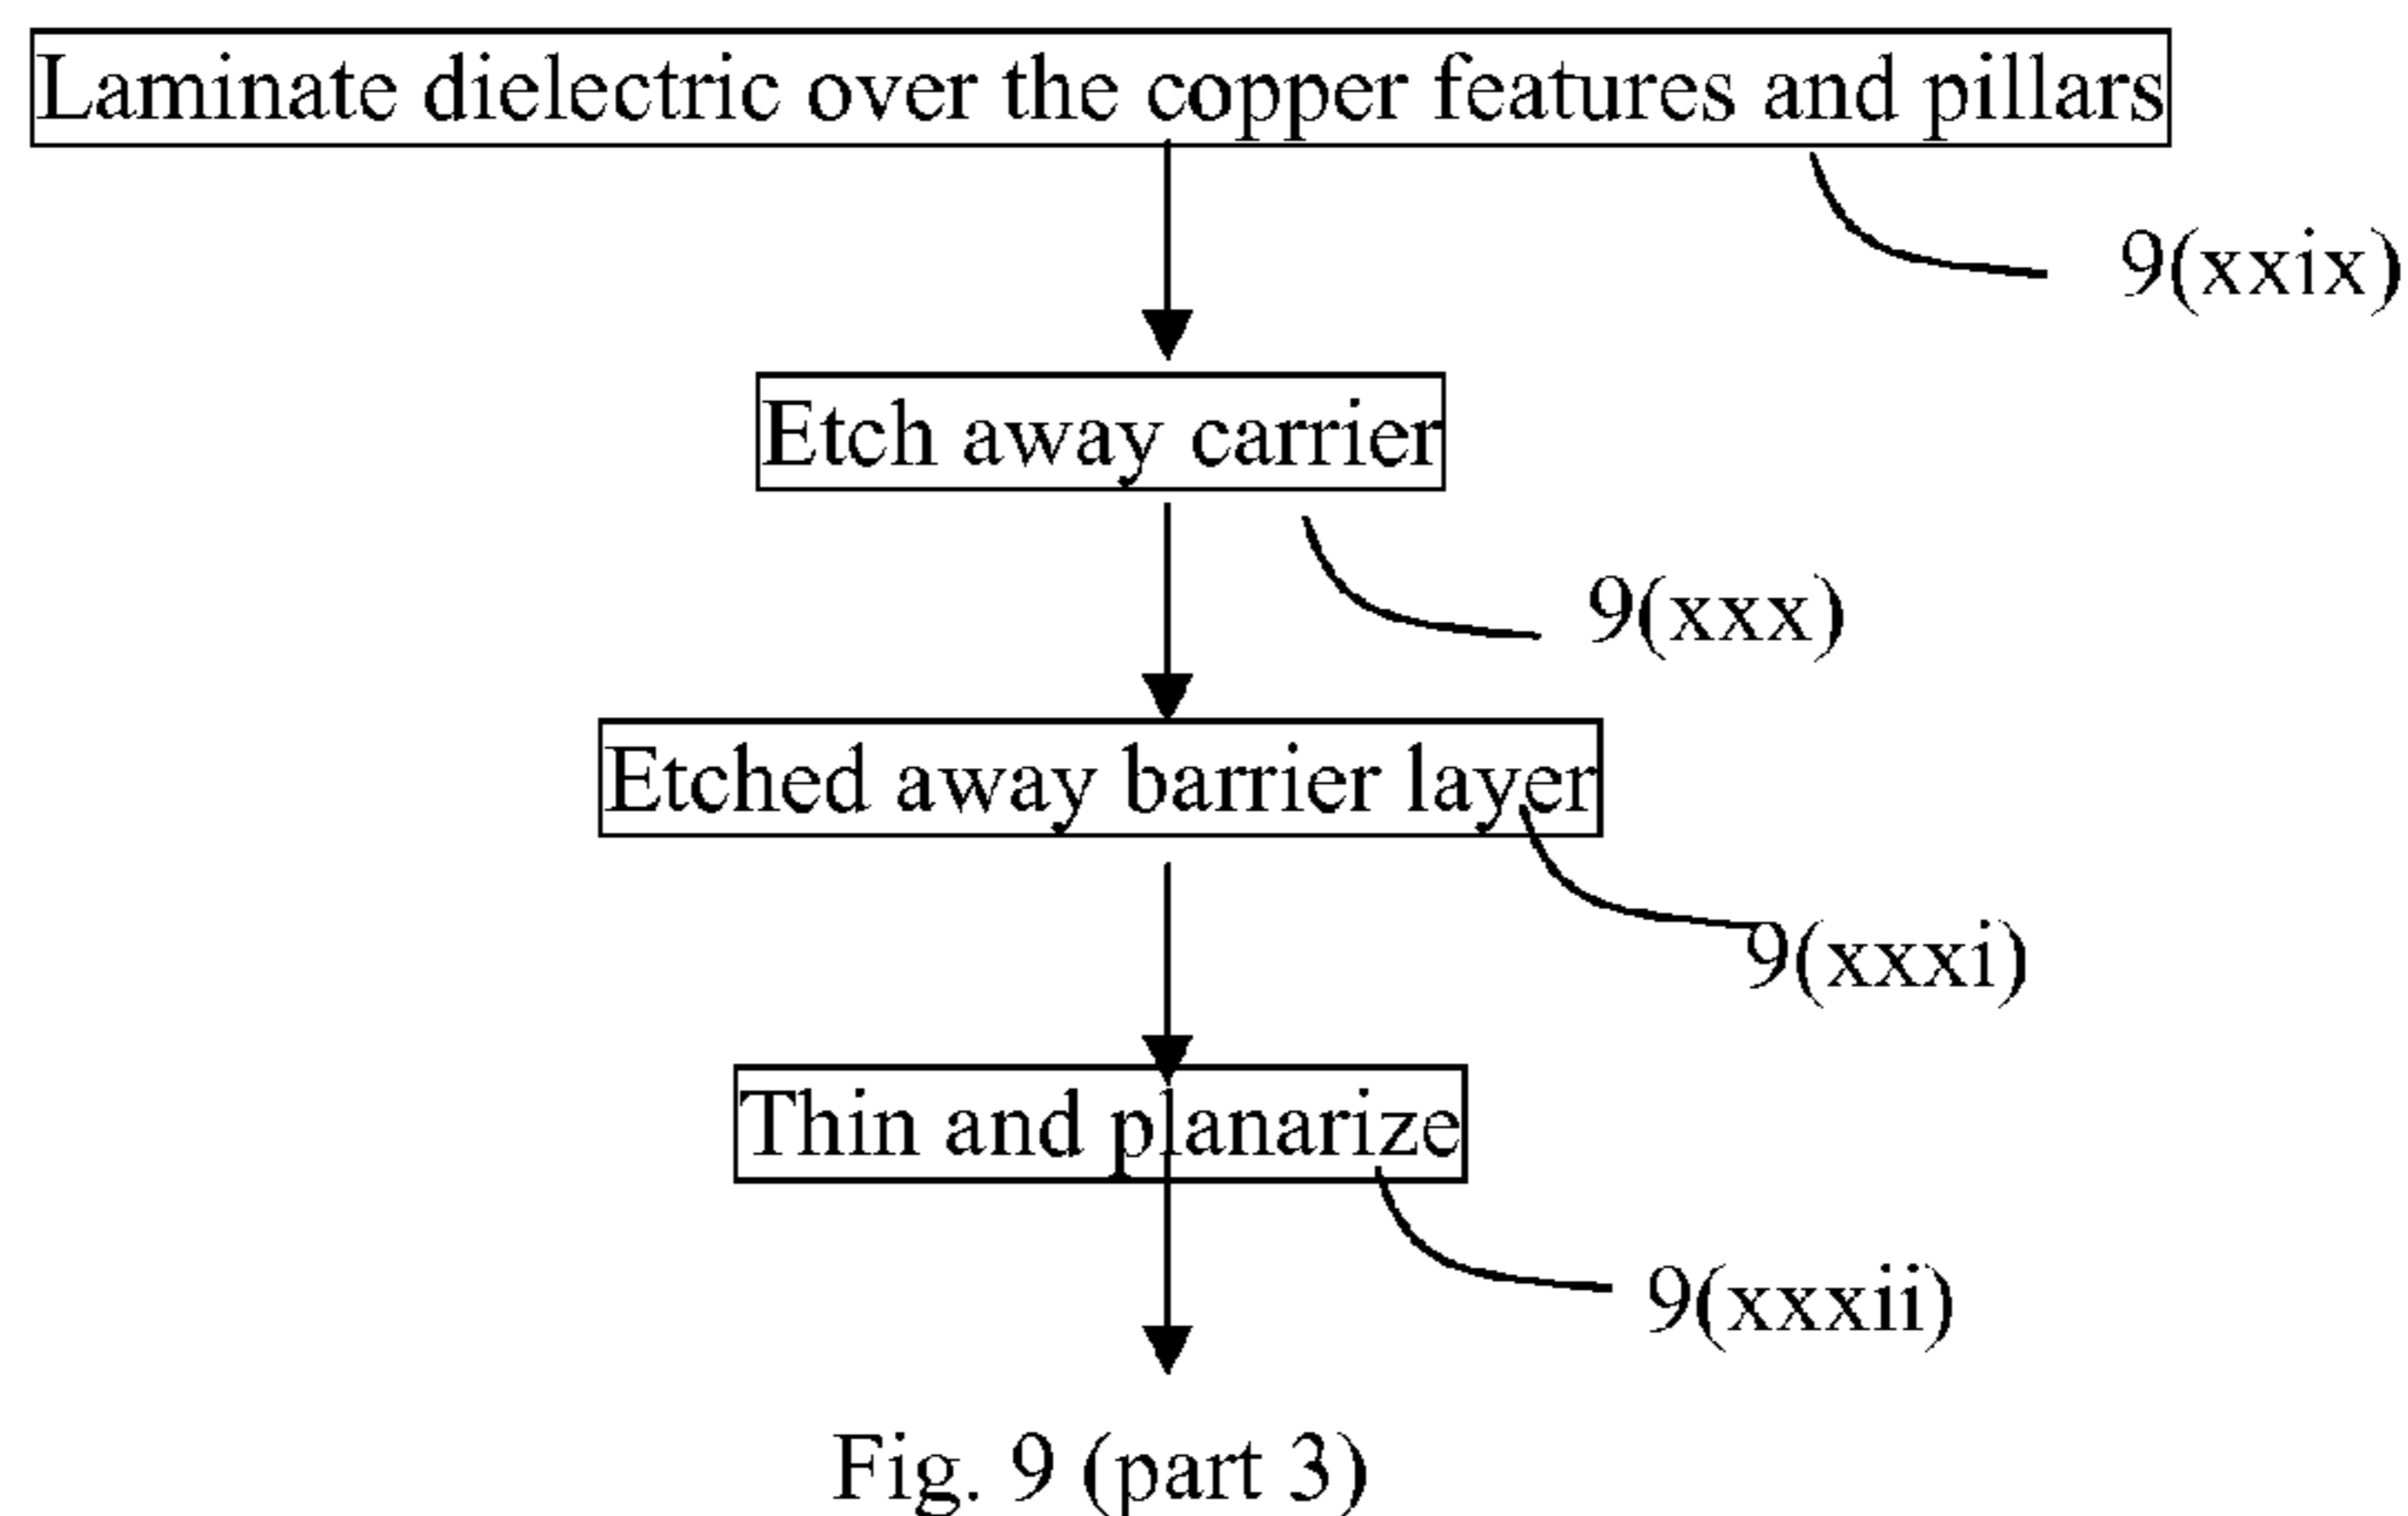 Laminate dielectric over the copper features and pillars
9(xxix)
Etch away carrier
9(xxx)
Etched away barrier layer
9(xxxi)
Thin and planarize
9(xxxii)
Fig. 9 (part 3)